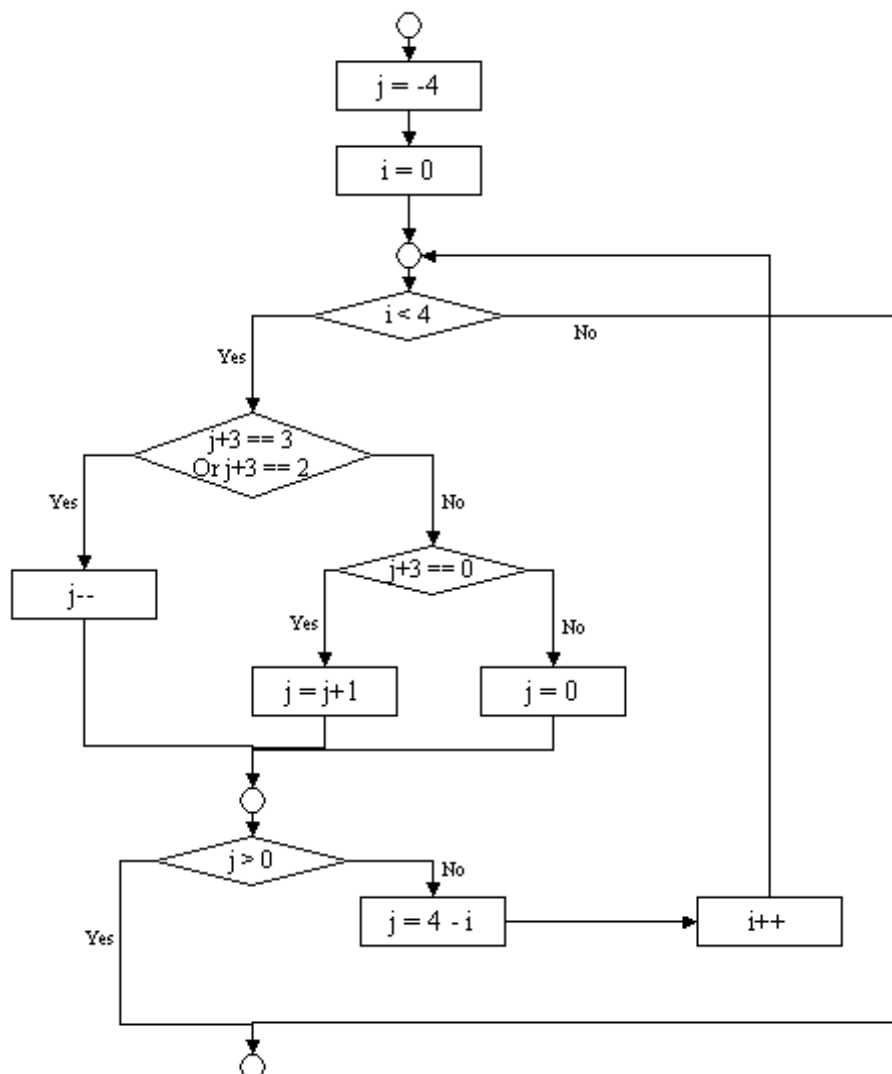 j = -4
i = 0
i < 4
No
Yes
j+3 == 3
Or j+3 == 2
Yes
No
j+3 == 0
j--
Yes
No
j = j+1
j = 0
j > 0
No
j = 4 - i
i++
Yes